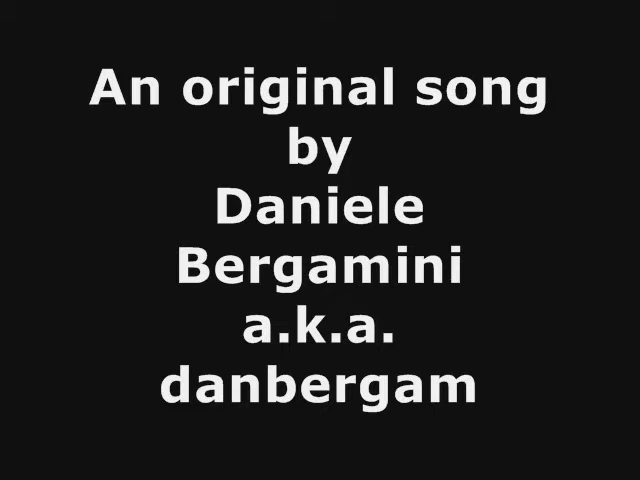 An original song
by
Daniele
Bergamini
a.k.a.
danbergam